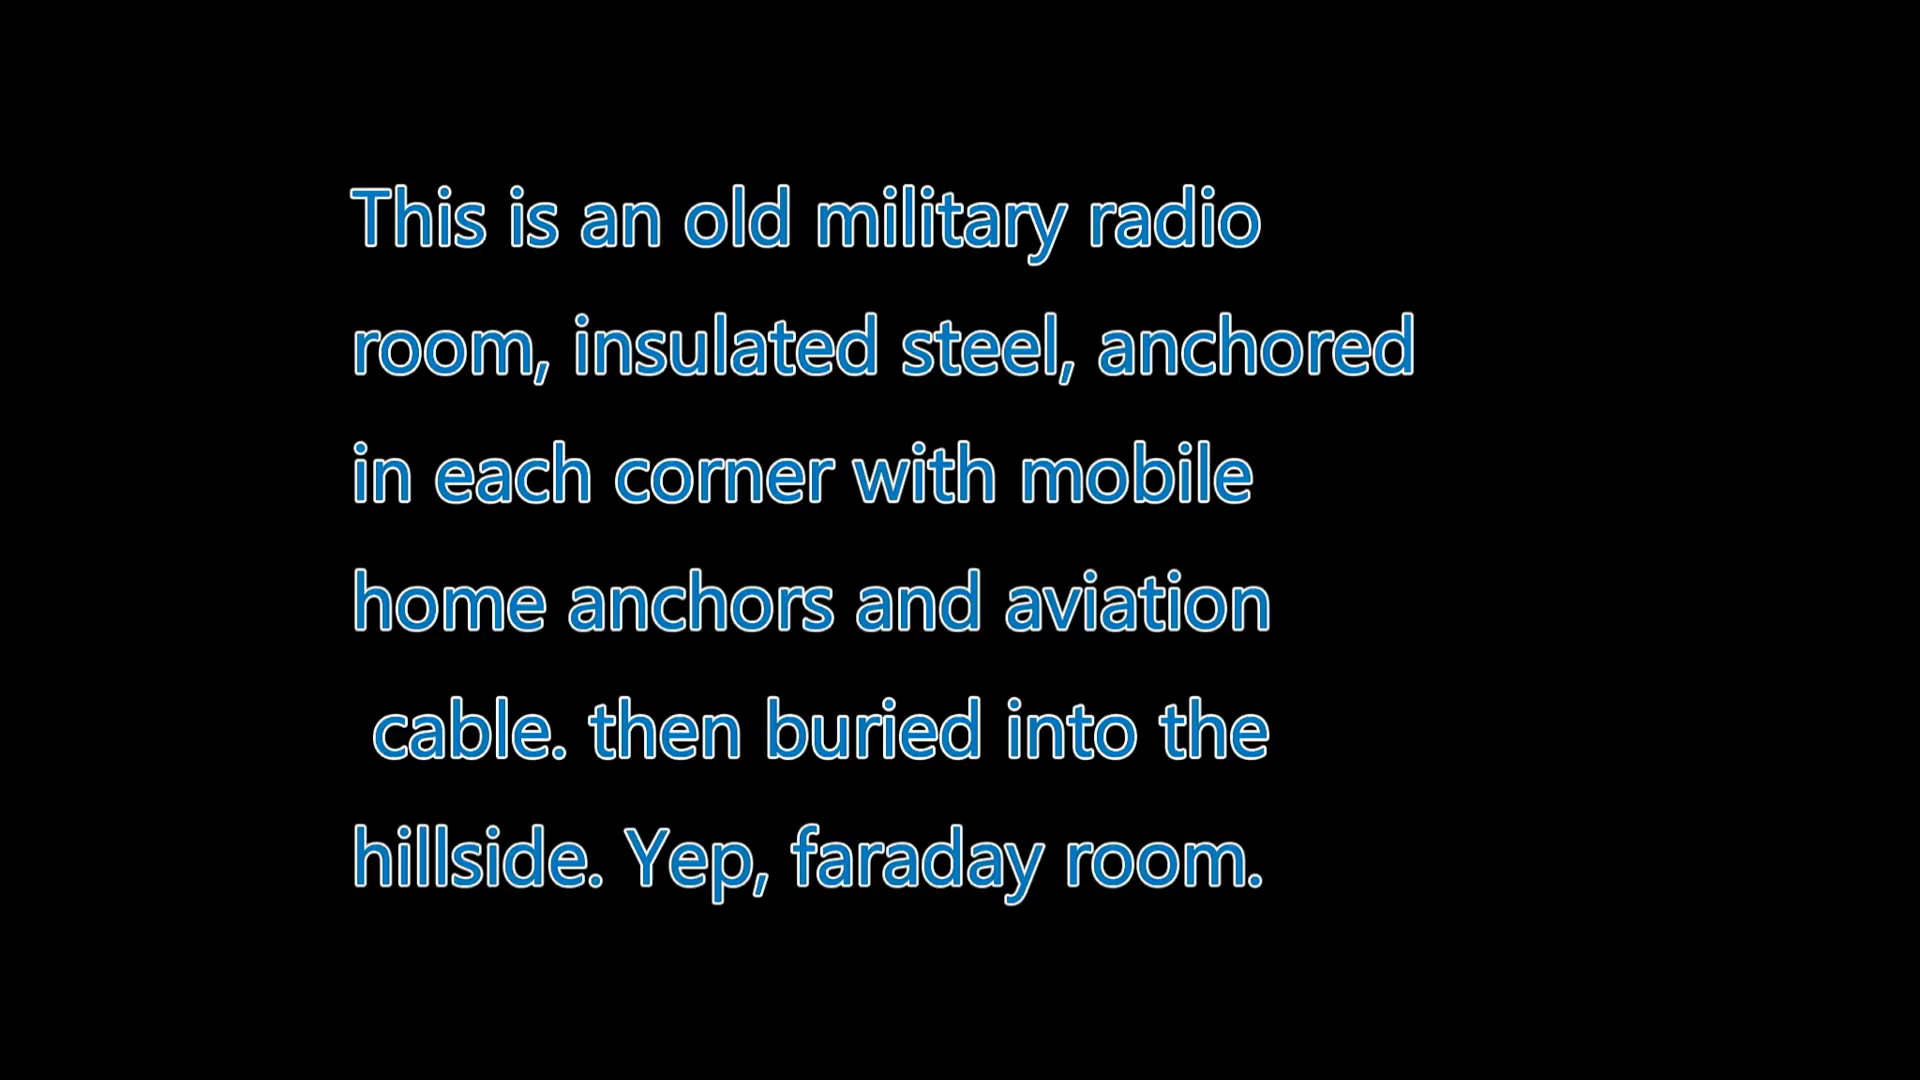 This is an old military radio
room, insulated steel, anchored
in each corner with mobile
home anchors and aviation
cable. then buried into the
hillside. Yep, faraday room.